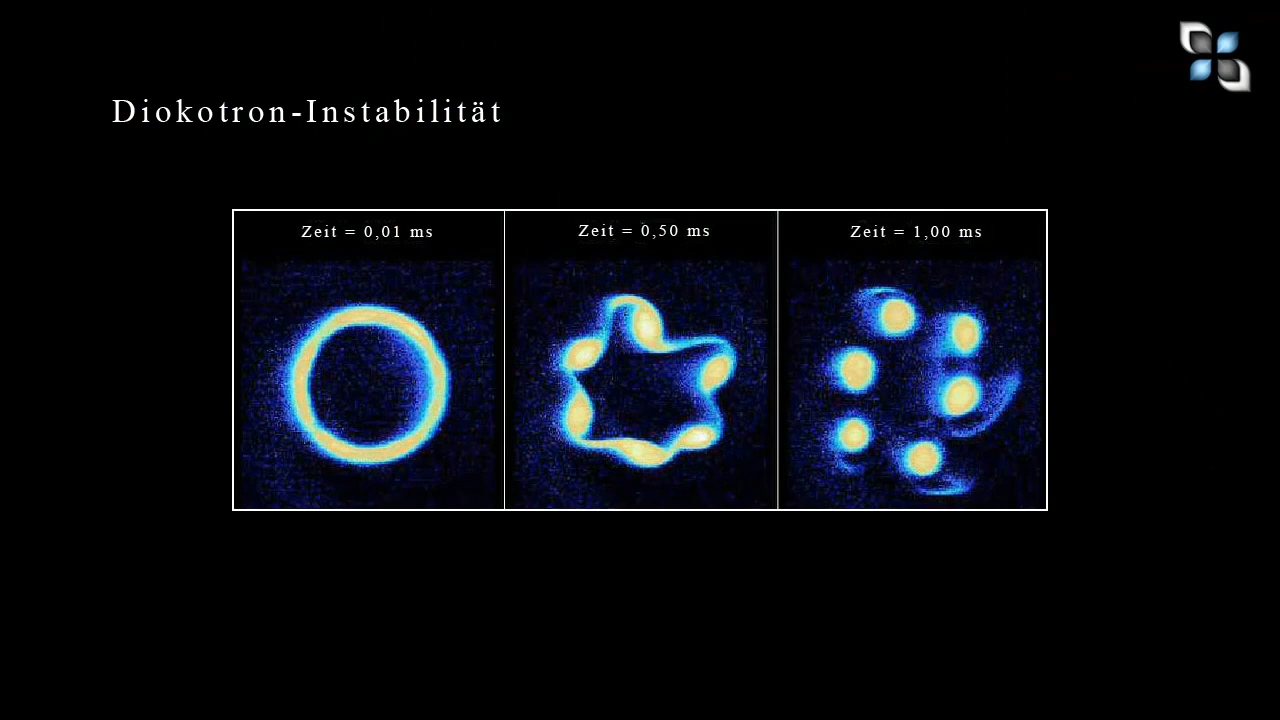 Diokotron-Instabilität
Zeit = 0,01 ms
Zeit = 0,50 ms
Zeit = 1,00 ms